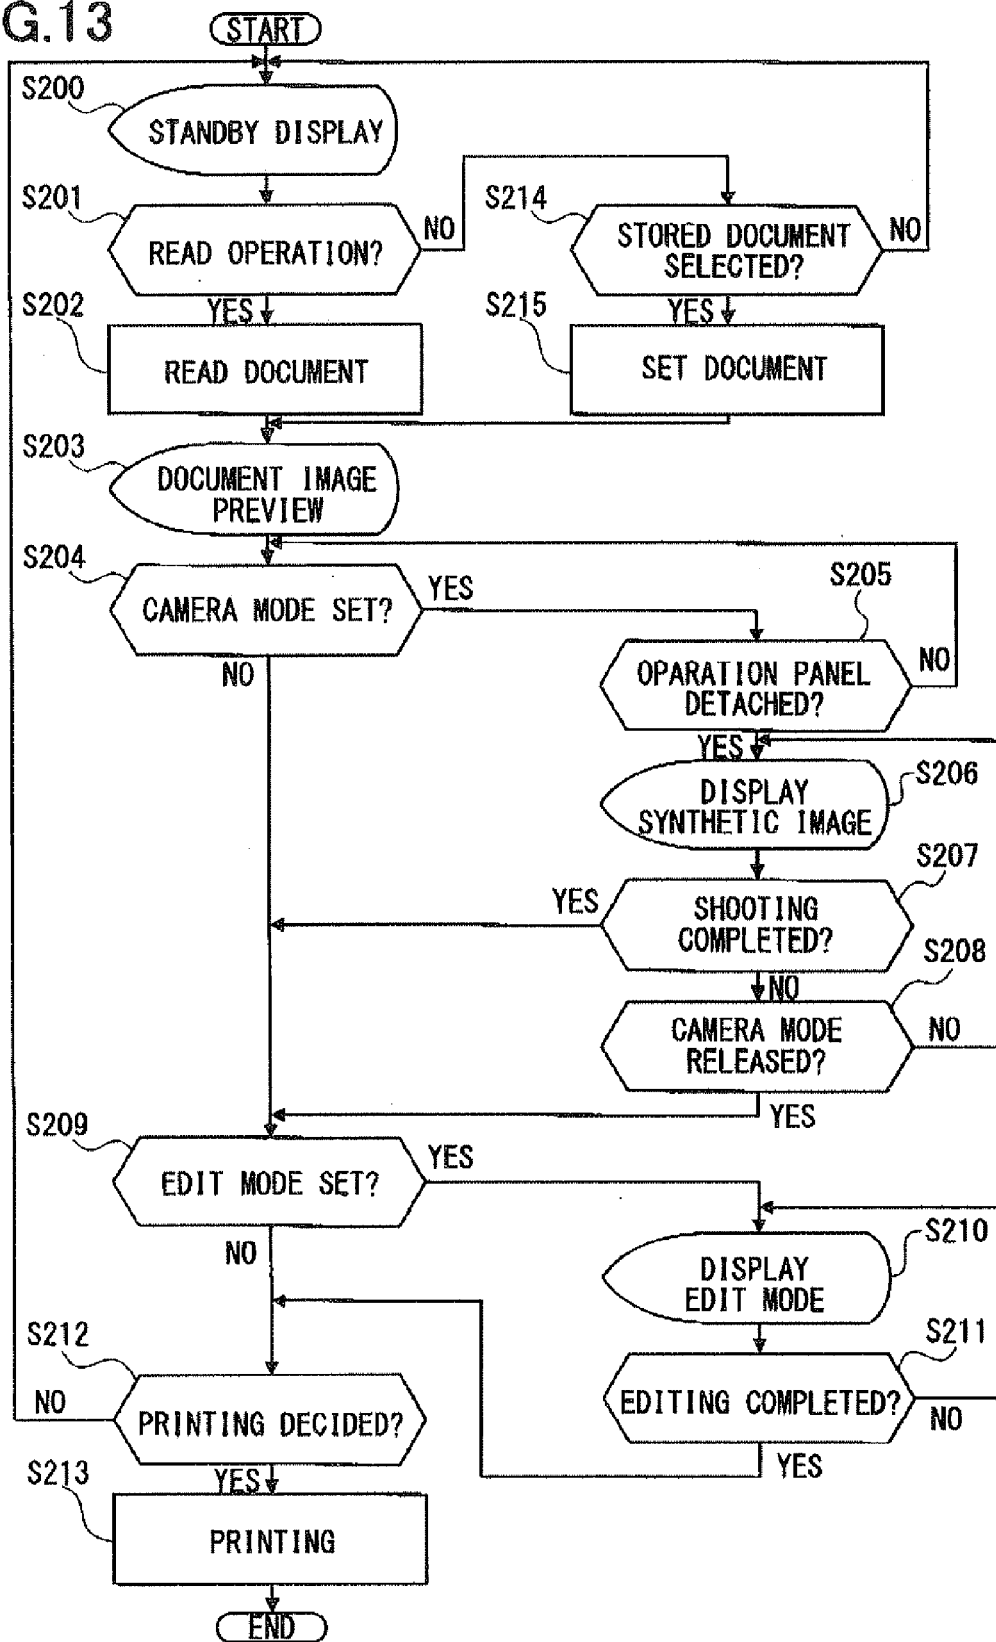 G.13
START
S200
STANDBY DISPLAY
S201
READ OPERATION?
NO
YES
S214
STORED DOCUMENT
SELECTED?
NO
YES
S202
READ DOCUMENT
S215
SET DOCUMENT
S203
DOCUMENT IMAGE
PREVIEW
S204
CAMERA MODE SET?
YES
NO
S205
OPARATION PANEL
DETACHED?
NO
YES
S206
DISPLAY
SYNTHETIC IMAGE
S207
SHOOTING
COMPLETED?
YES
NO
S208
CAMERA MODE
RELEASED?
NO
YES
S209
EDIT MODE SET?
YES
NO
S210
DISPLAY
EDIT MODE
S211
EDITING COMPLETED?
NO
YES
S212
PRINTING DECIDED?
NO
YES
S213
PRINTING
END